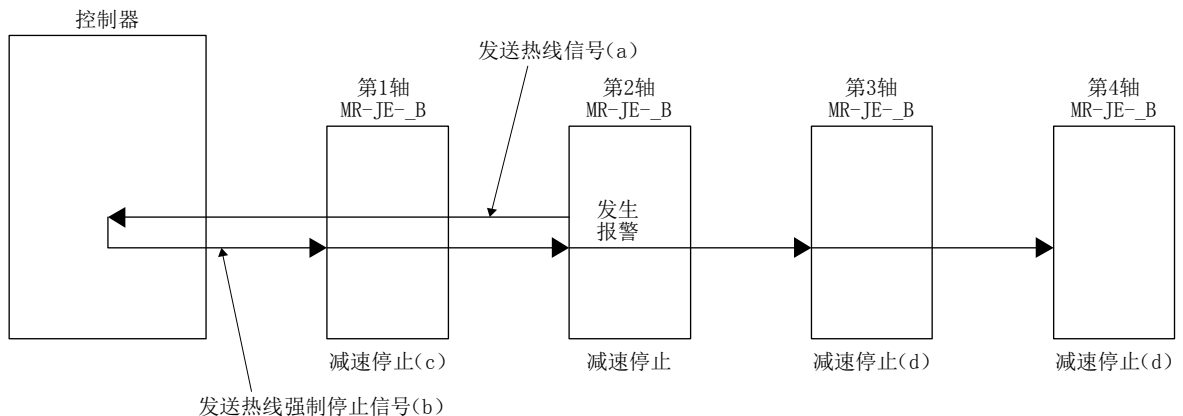 控制器
发送热线信号(a)
第1轴
MR-JE-_B
第2轴
MR-JE-_B
第3轴
MR-JE-_B
第4轴
MR-JE-_B
发生
报警
减速停止(c)
减速停止
减速停止(d)
减速停止(d)
发送热线强制停止信号(b)